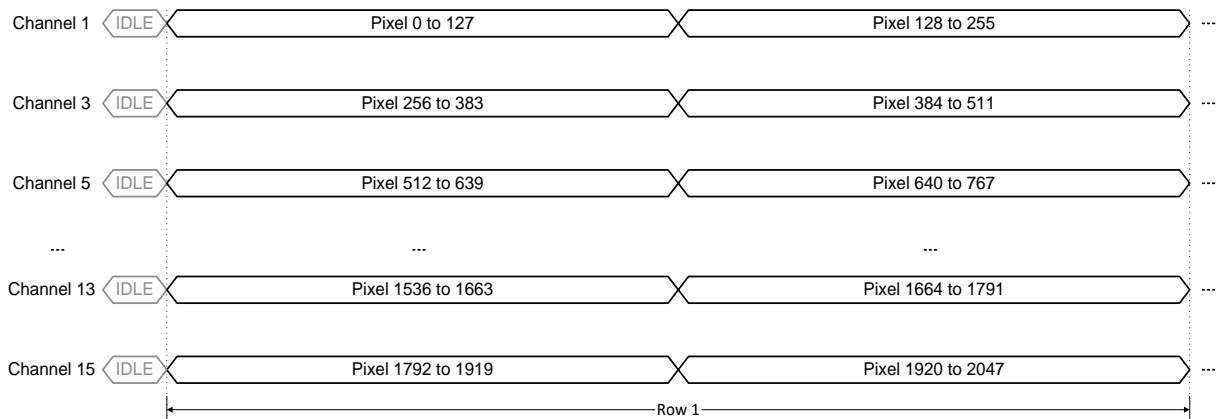 Channel 1 IDLE Pixel 0 to 127 Pixel 128 to 255 ...
Channel 3 IDLE Pixel 256 to 383 Pixel 384 to 511 ...
Channel 5 IDLE Pixel 512 to 639 Pixel 640 to 767 ...
... ... ...
Channel 13 IDLE Pixel 1536 to 1663 Pixel 1664 to 1791 ...
Channel 15 IDLE Pixel 1792 to 1919 Pixel 1920 to 2047 ...
Row 1